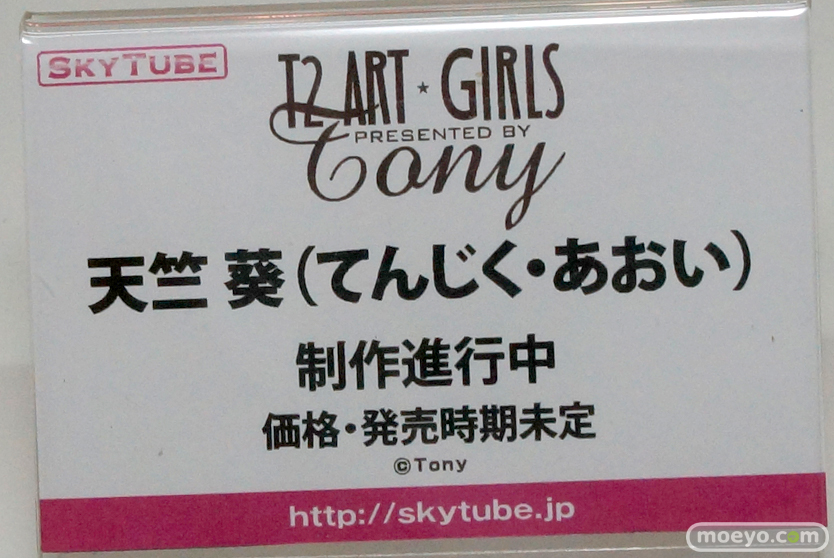 SKYTUBE
T2 ART★GIRLS
PRESENTED BY
Tony
天竺 葵(てんじく・あおい)
制作進行中
価格・発売時期未定
©Tony
http://skytube.jp
moeyo.com